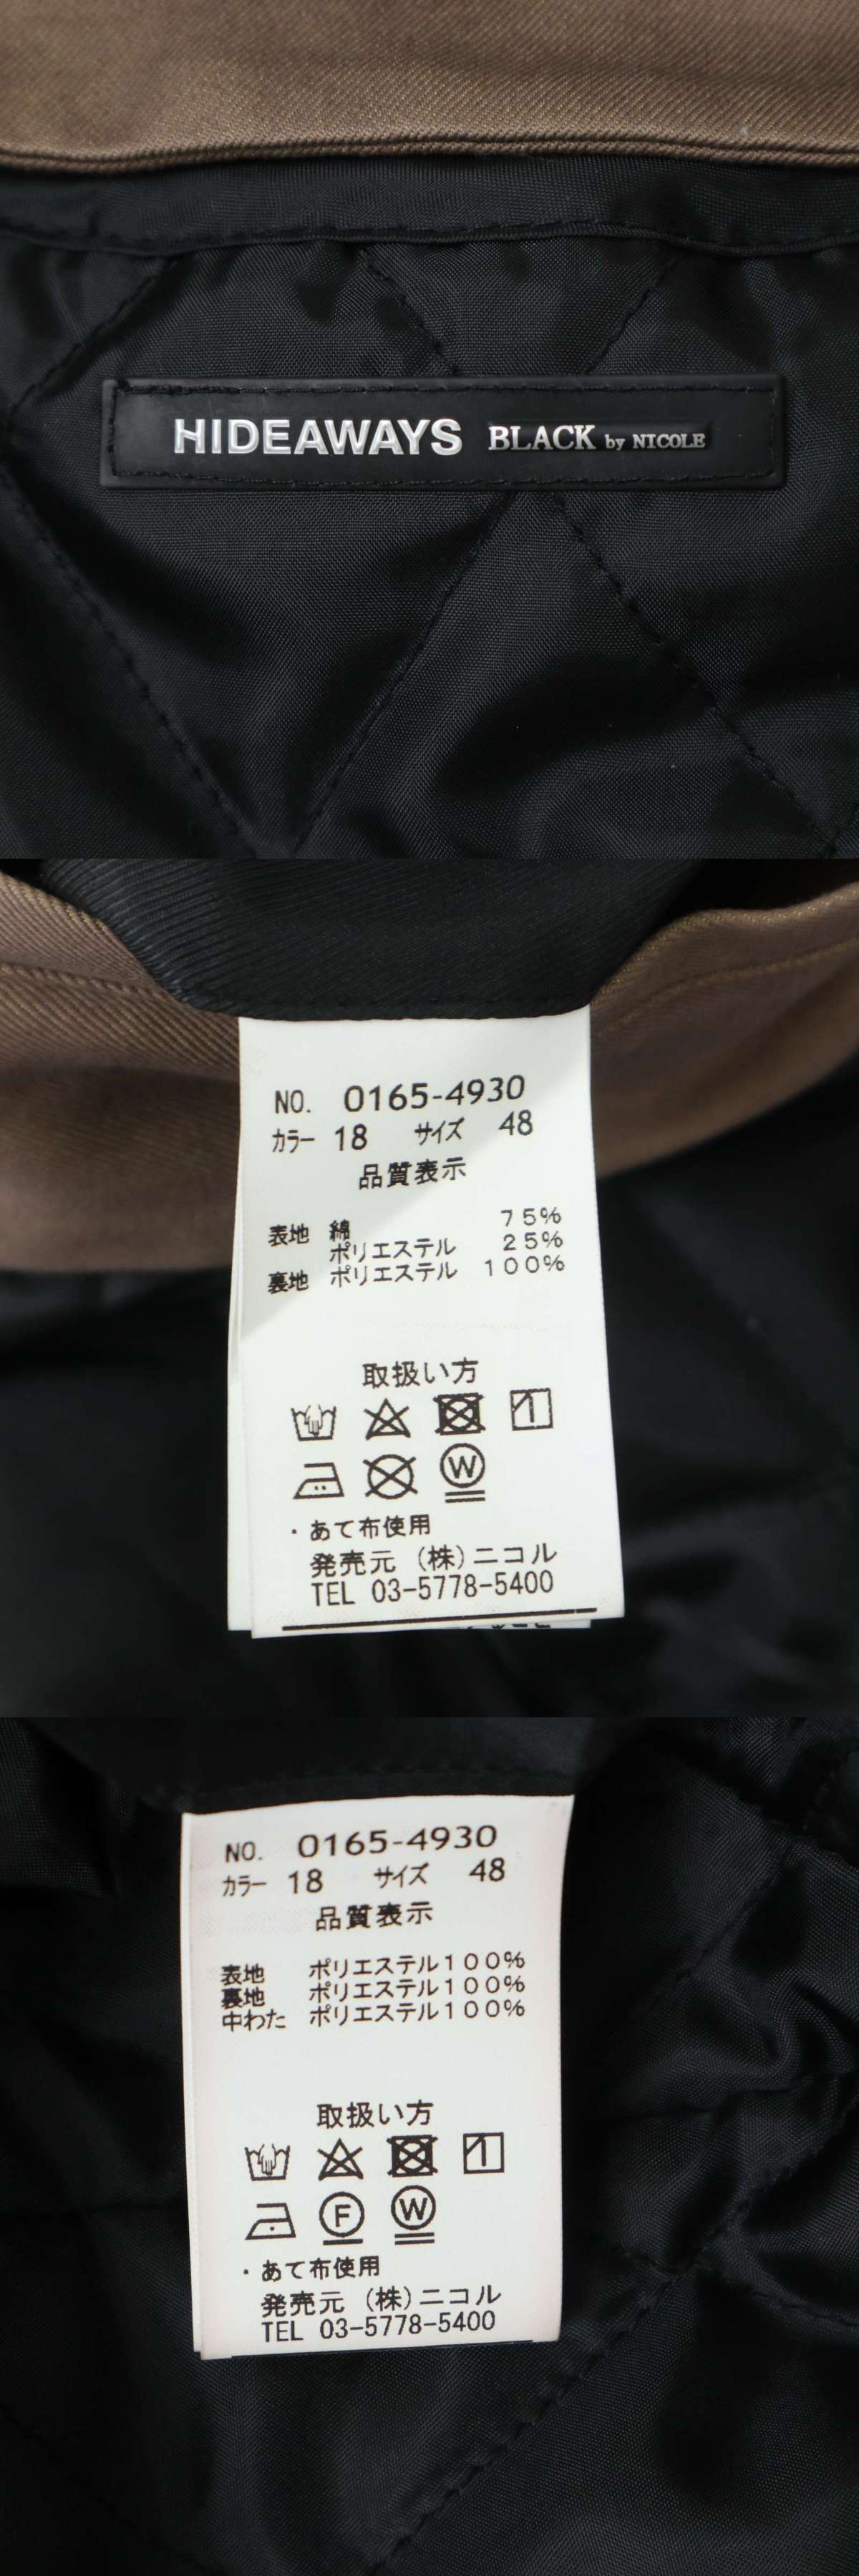 HIDEAWAYS BLACK by NICOLE
NO. 0165-4930
カラー 18 サイズ 48
品質表示
表地 綿 75%
ポリエステル 25%
裏地 ポリエステル 100%
取扱い方
W
・あて布使用
発売元 (株)ニコル
TEL 03-5778-5400
NO. 0165-4930
カラー 18 サイズ 48
品質表示
表地 ポリエステル100%
裏地 ポリエステル100%
中わた ポリエステル100%
取扱い方
F W
・あて布使用
発売元 (株)ニコル
TEL 03-5778-5400